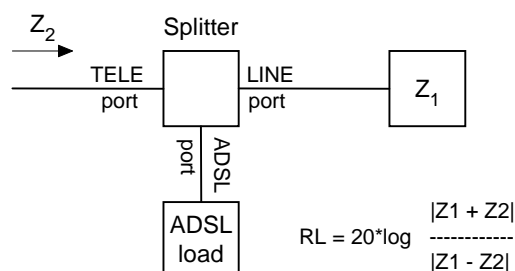 Z2
Splitter
TELE
port
LINE
port
Z1
ADSL
port
ADSL
load
RL = 20*log
|Z1 + Z2|
------------
|Z1 - Z2|